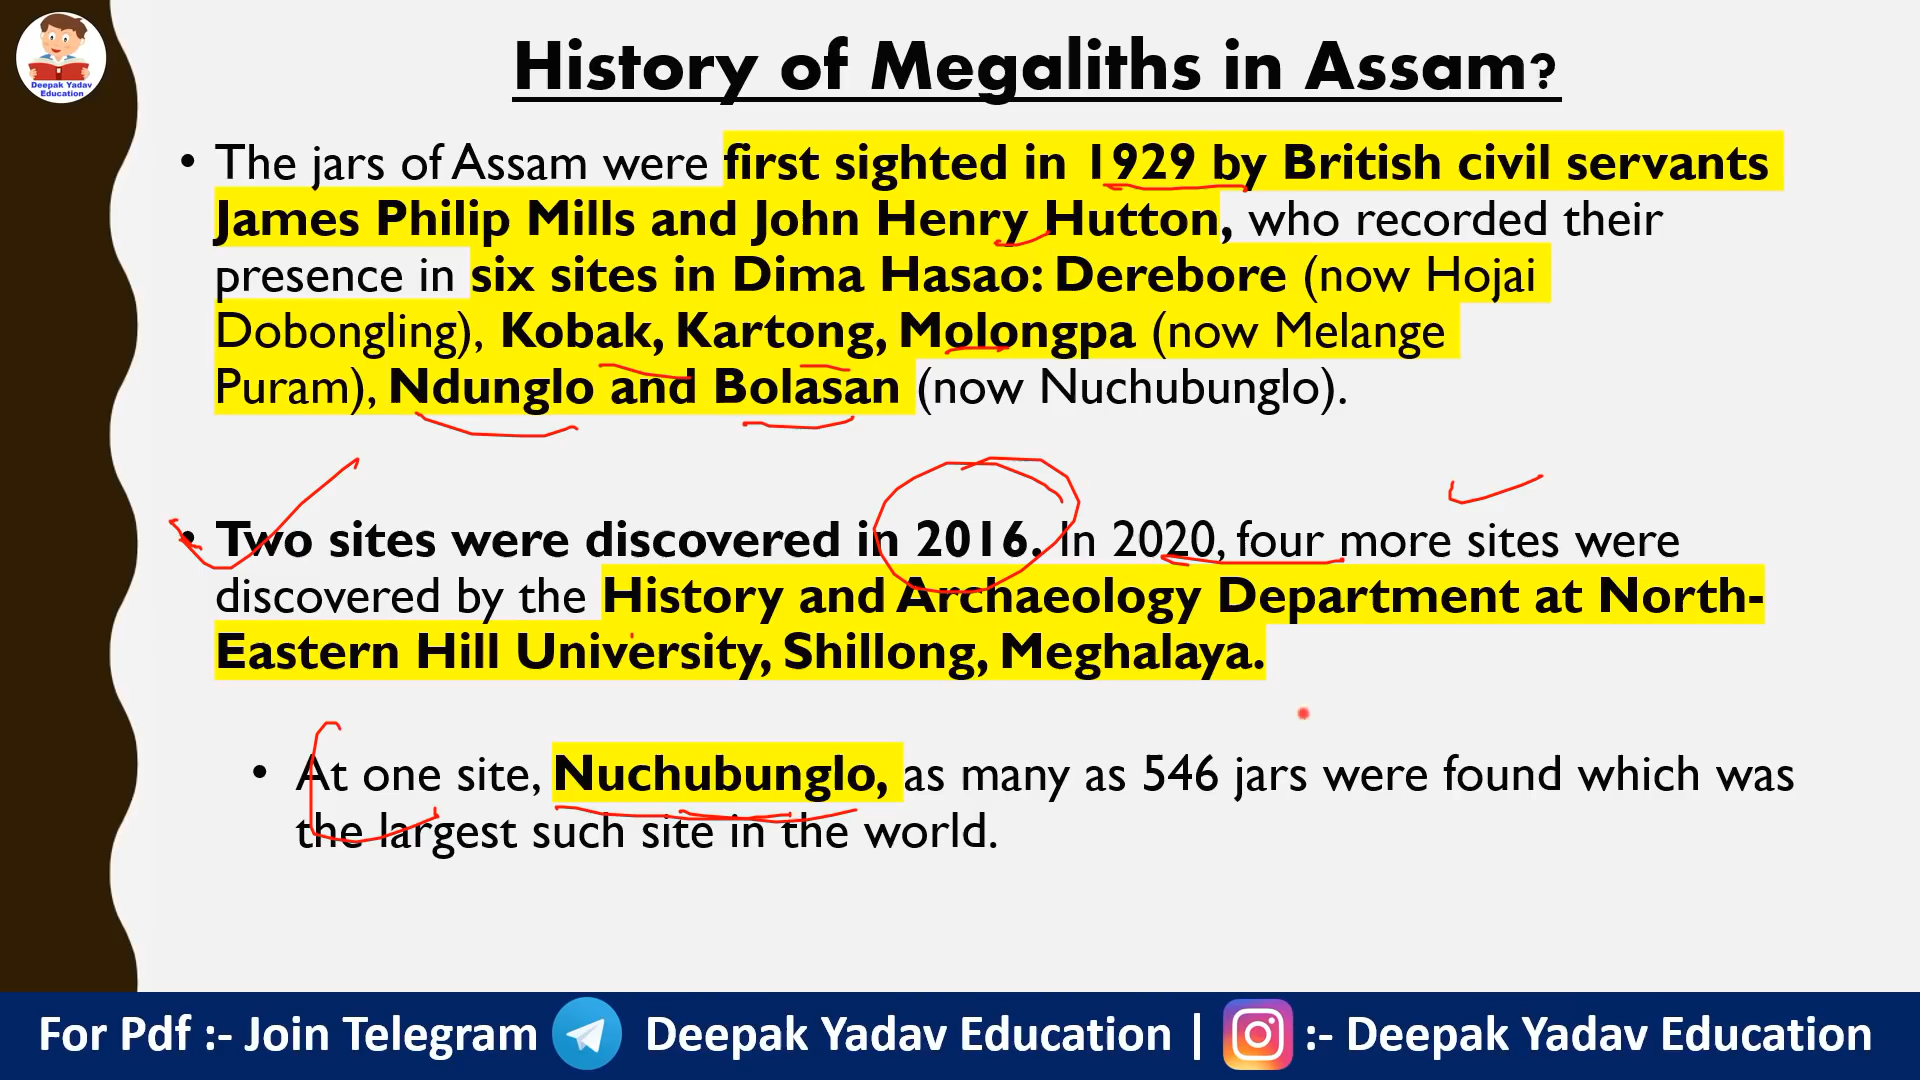 Deepak Yadav
Education
History of Megaliths in Assam?
• The jars of Assam were first sighted in 1929 by British civil servants
James Philip Mills and John Henry Hutton, who recorded their
presence in six sites in Dima Hasao: Derebore (now Hojai
Dobongling), Kobak, Kartong, Molongpa (now Melange
Puram), Ndunglo and Bolasan (now Nuchubunglo).
• Two sites were discovered in 2016. In 2020, four more sites were
discovered by the History and Archaeology Department at North-
Eastern Hill University, Shillong, Meghalaya.
• At one site, Nuchubunglo, as many as 546 jars were found which was
the largest such site in the world.
For Pdf :- Join Telegram Deepak Yadav Education | :- Deepak Yadav Education